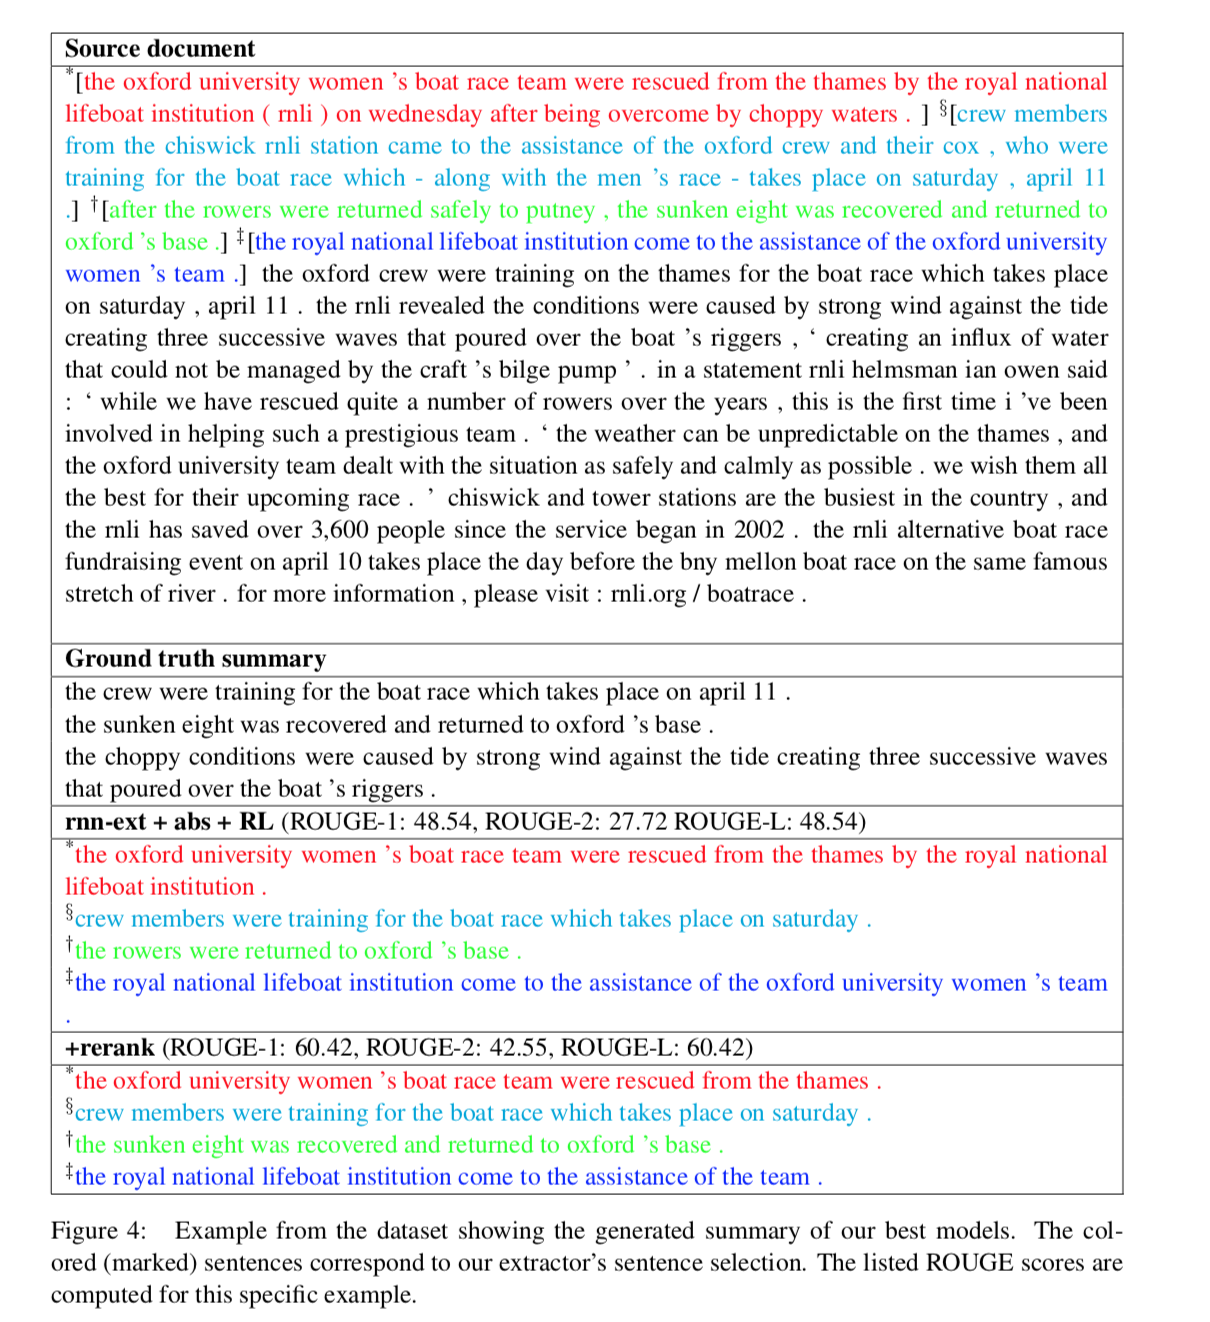 Source document
*[the oxford university women 's boat race team were rescued from the thames by the royal national
lifeboat institution ( rnli ) on wednesday after being overcome by choppy waters . ] §[crew members
from the chiswick rnli station came to the assistance of the oxford crew and their cox , who were
training for the boat race which - along with the men 's race - takes place on saturday , april 11
.] †[after the rowers were returned safely to putney , the sunken eight was recovered and returned to
oxford 's base .] ‡[the royal national lifeboat institution come to the assistance of the oxford university
women 's team .] the oxford crew were training on the thames for the boat race which takes place
on saturday , april 11 . the rnli revealed the conditions were caused by strong wind against the tide
creating three successive waves that poured over the boat 's riggers , ‘ creating an influx of water
that could not be managed by the craft 's bilge pump ’ . in a statement rnli helmsman ian owen said
: ‘ while we have rescued quite a number of rowers over the years , this is the first time i 've been
involved in helping such a prestigious team . ‘ the weather can be unpredictable on the thames , and
the oxford university team dealt with the situation as safely and calmly as possible . we wish them all
the best for their upcoming race . ’ chiswick and tower stations are the busiest in the country , and
the rnli has saved over 3,600 people since the service began in 2002 . the rnli alternative boat race
fundraising event on april 10 takes place the day before the bny mellon boat race on the same famous
stretch of river . for more information , please visit : rnli.org / boatrace .
Ground truth summary
the crew were training for the boat race which takes place on april 11 .
the sunken eight was recovered and returned to oxford 's base .
the choppy conditions were caused by strong wind against the tide creating three successive waves
that poured over the boat 's riggers .
rnn-ext + abs + RL (ROUGE-1: 48.54, ROUGE-2: 27.72 ROUGE-L: 48.54)
*the oxford university women 's boat race team were rescued from the thames by the royal national
lifeboat institution .
§crew members were training for the boat race which takes place on saturday .
†the rowers were returned to oxford 's base .
‡the royal national lifeboat institution come to the assistance of the oxford university women 's team
.
+rerank (ROUGE-1: 60.42, ROUGE-2: 42.55, ROUGE-L: 60.42)
*the oxford university women 's boat race team were rescued from the thames .
§crew members were training for the boat race which takes place on saturday .
†the sunken eight was recovered and returned to oxford 's base .
‡the royal national lifeboat institution come to the assistance of the team .
Figure 4: Example from the dataset showing the generated summary of our best models. The col-
ored (marked) sentences correspond to our extractor's sentence selection. The listed ROUGE scores are
computed for this specific example.